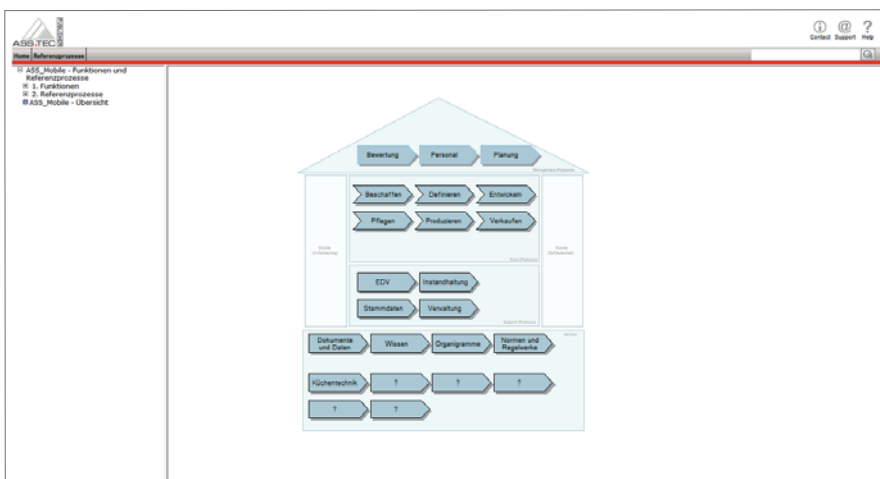 ASS.TEC
PUBLISHER
Contact Support Help
Home Referenzprozesse
ASS_Mobile - Funktionen und
Referenzprozesse
1. Funktionen
2. Referenzprozesse
ASS_Mobile - Übersicht
Bewertung Personal Planung
Beschaffen Definieren Entwickeln
Pflegen Produzieren Verkaufen
EDV Instandhaltung
Stammdaten Verwaltung
Dokumente
und Daten
Wissen Organigramme
Normen und
Regelwerke
Küchentechnik ? ? ?
? ?